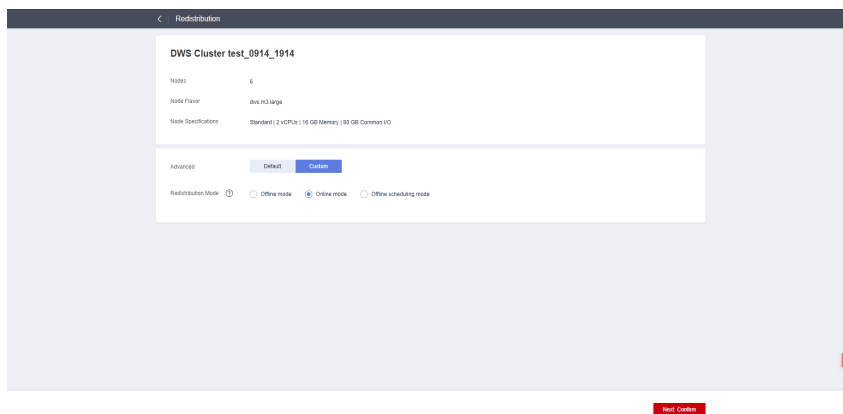 < | Redistribution
DWS Cluster test_0914_1914
Nodes 6
Node Flavor dws.m3.large
Node Specifications Standard | 2 vCPUs | 16 GB Memory | 80 GB Common I/O
Advanced Default Custom
Redistribution Mode ? Offline mode Online mode Offline scheduling mode
Next: Confirm